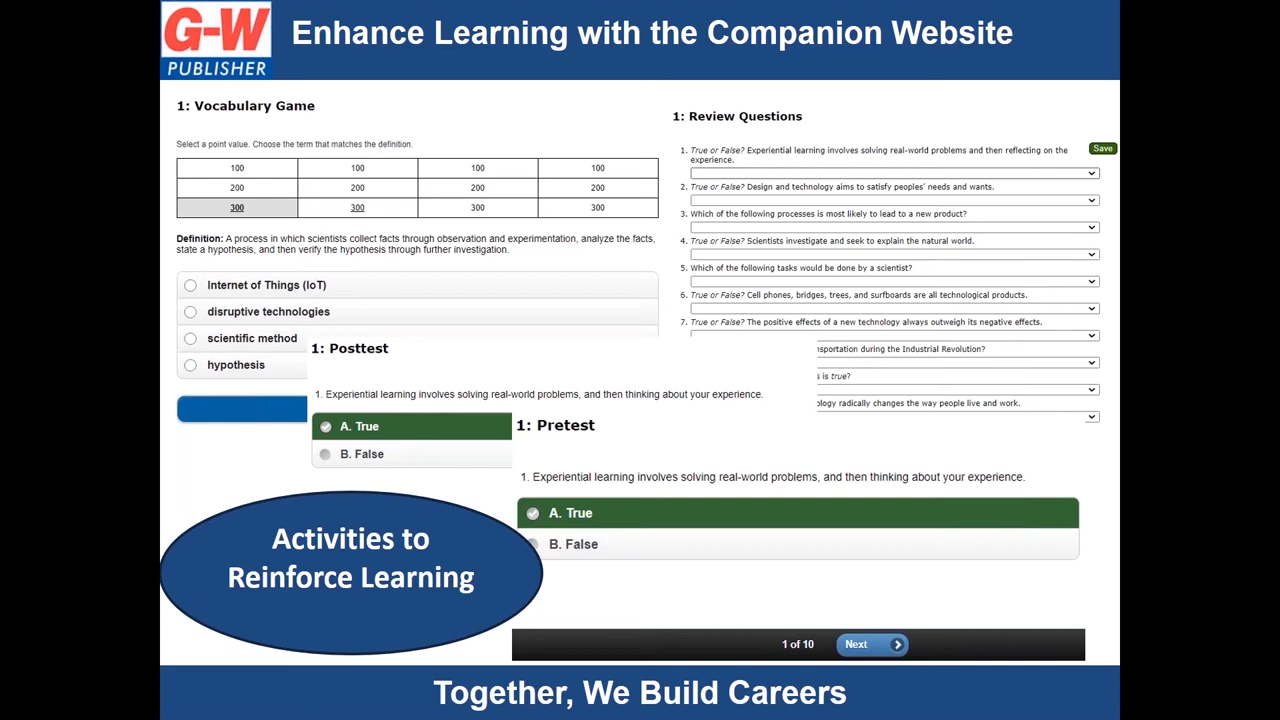 G-W
PUBLISHER
Enhance Learning with the Companion Website
1: Vocabulary Game
Select a point value. Choose the term that matches the definition.
100 100 100 100
200 200 200 200
300 300 300 300
Definition: A process in which scientists collect facts through observation and experimentation, analyze the facts,
state a hypothesis, and then verify the hypothesis through further investigation.
Internet of Things (IoT)
disruptive technologies
scientific method
hypothesis
1: Review Questions
Save
1. True or False? Experiential learning involves solving real-world problems and then reflecting on the
experience.
2. True or False? Design and technology aims to satisfy peoples' needs and wants.
3. Which of the following processes is most likely to lead to a new product?
4. True or False? Scientists investigate and seek to explain the natural world.
5. Which of the following tasks would be done by a scientist?
6. True or False? Cell phones, bridges, trees, and surfboards are all technological products.
7. True or False? The positive effects of a new technology always outweigh its negative effects.
nsportation during the Industrial Revolution?
s is true?
ology radically changes the way people live and work.
1: Posttest
1. Experiential learning involves solving real-world problems, and then thinking about your experience.
A. True
B. False
1: Pretest
1. Experiential learning involves solving real-world problems, and then thinking about your experience.
A. True
B. False
1 of 10 Next
Activities to
Reinforce Learning
Together, We Build Careers